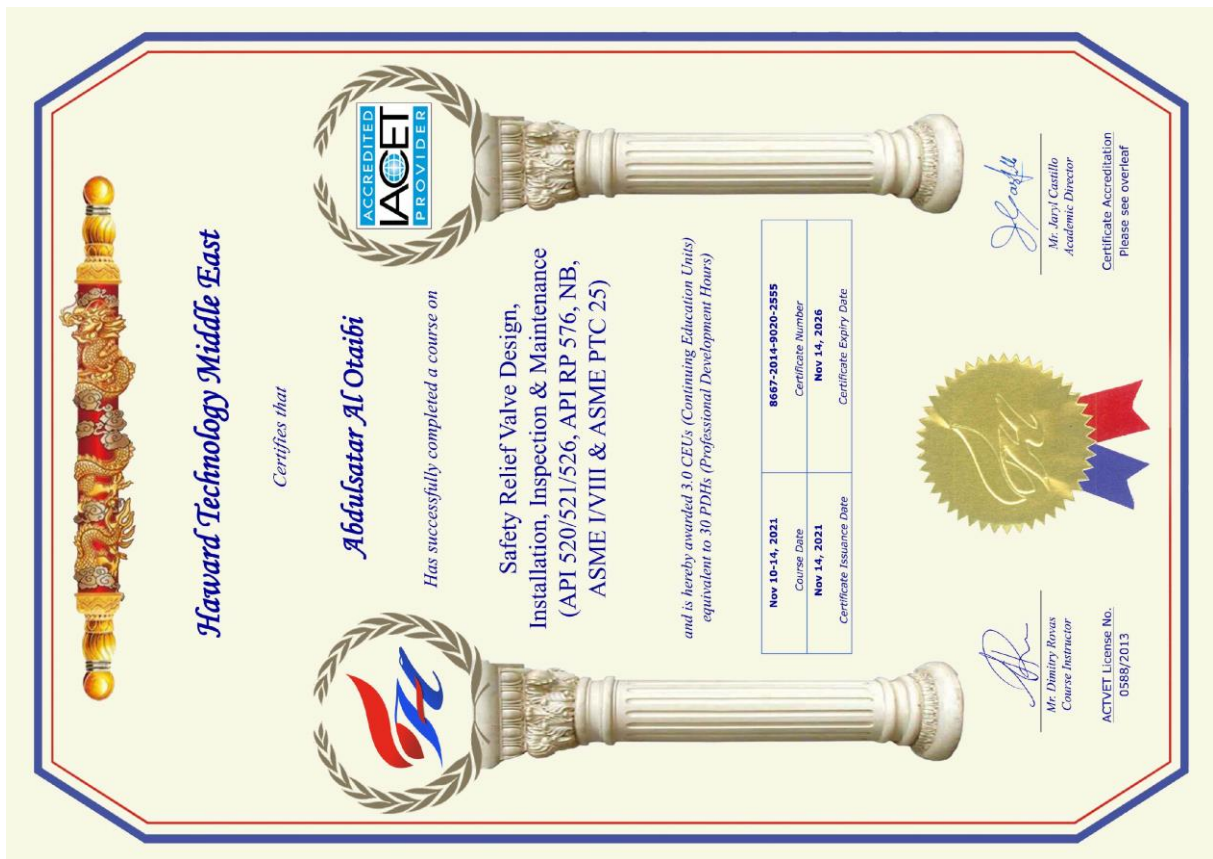 Haward Technology Middle East
Certifies that
Abdulsatar Al Otaibi
Has successfully completed a course on
Safety Relief Valve Design,
Installation, Inspection & Maintenance
(API 520/521/526, API RP 576, NB,
ASME I/VIII & ASME PTC 25)
and is hereby awarded 3.0 CEUs (Continuing Education Units)
equivalent to 30 PDHs (Professional Development Hours)
Nov 10-14, 2021
8667-2014-9020-2555
Course Date
Certificate Number
Nov 14, 2021
Nov 14, 2026
Certificate Issuance Date
Certificate Expiry Date
Mr. Dimitry Rovas
Course Instructor
ACTVET License No.
0588/2013
Mr. Jaryl Castillo
Academic Director
Certificate Accreditation
Please see overleaf
ACCREDITED
IACET
PROVIDER